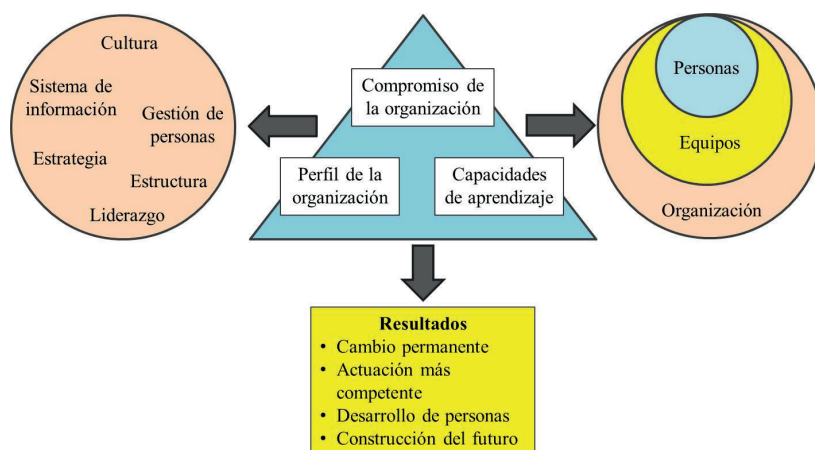 Cultura
Sistema de
información
Gestión de
personas
Estrategia
Estructura
Liderazgo
Compromiso de
la organización
Perfil de la
organización
Capacidades
de aprendizaje
Personas
Equipos
Organización
Resultados
• Cambio permanente
• Actuación más
competente
• Desarrollo de personas
• Construcción del futuro